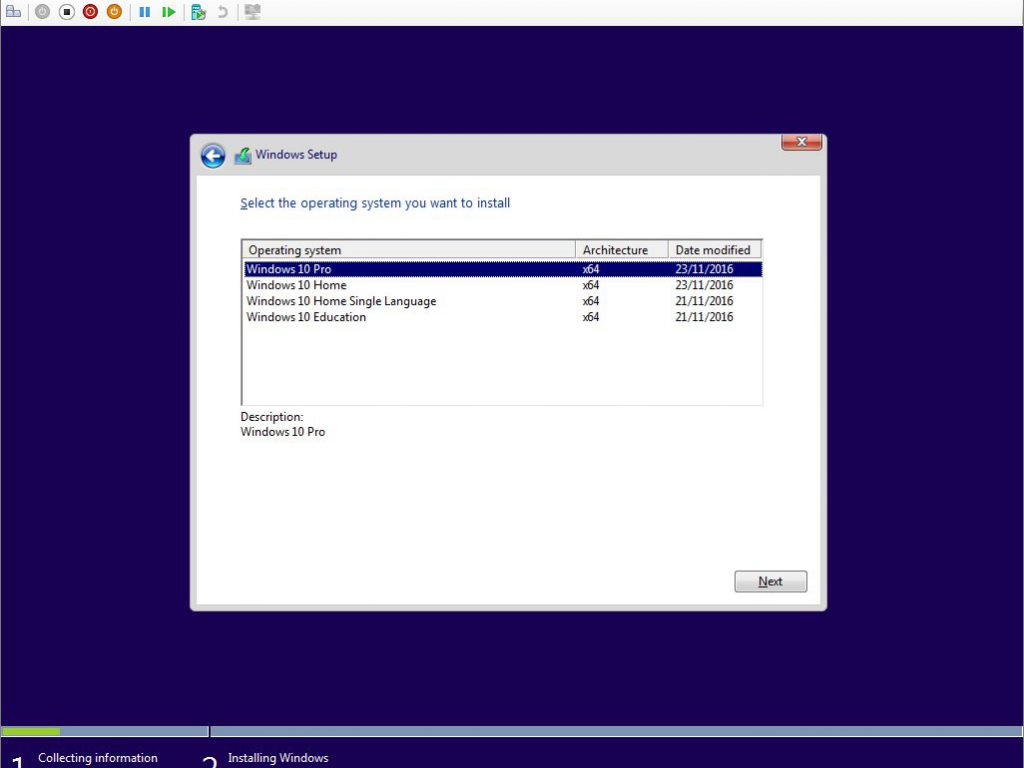 Windows Setup
Select the operating system you want to install
Operating system Architecture Date modified
Windows 10 Pro x64 23/11/2016
Windows 10 Home x64 23/11/2016
Windows 10 Home Single Language x64 21/11/2016
Windows 10 Education x64 21/11/2016
Description:
Windows 10 Pro
Next
1 Collecting information 2 Installing Windows